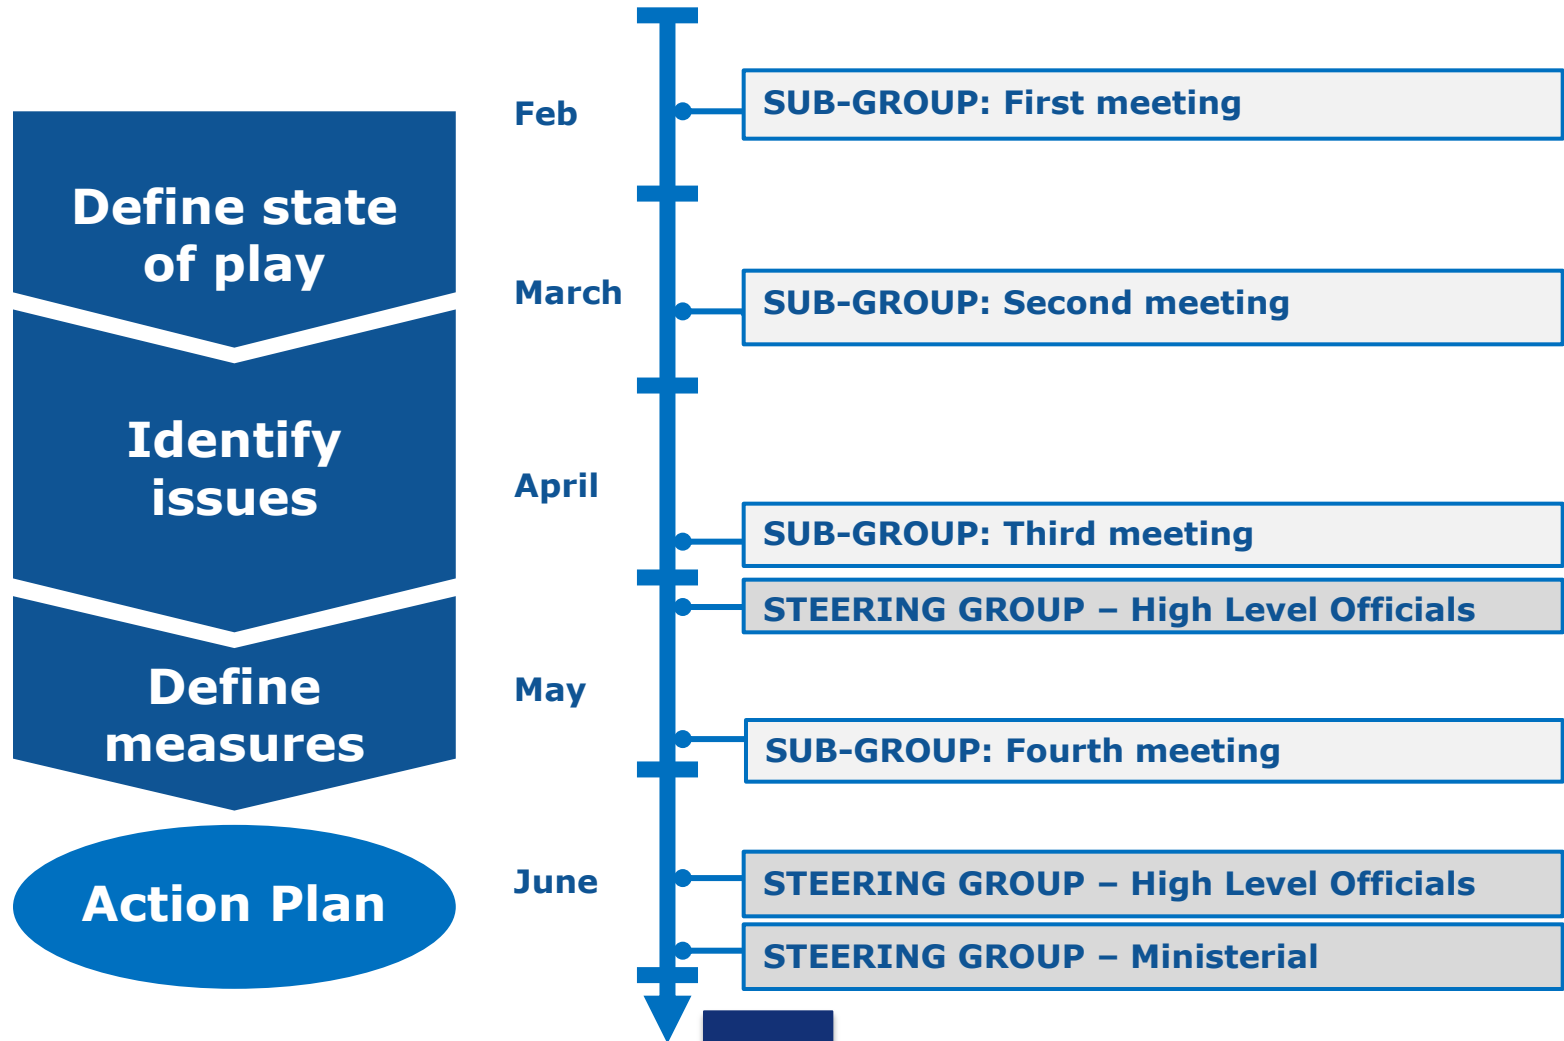 Define state
of play
Identify
issues
Define
measures
Action Plan
Feb
March
April
May
June
SUB-GROUP: First meeting
SUB-GROUP: Second meeting
SUB-GROUP: Third meeting
STEERING GROUP – High Level Officials
SUB-GROUP: Fourth meeting
STEERING GROUP – High Level Officials
STEERING GROUP – Ministerial